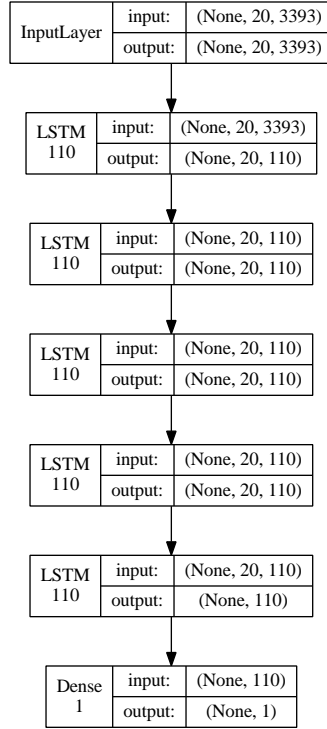 InputLayer
input: (None, 20, 3393)
output: (None, 20, 3393)
LSTM
110
input: (None, 20, 3393)
output: (None, 20, 110)
LSTM
110
input: (None, 20, 110)
output: (None, 20, 110)
LSTM
110
input: (None, 20, 110)
output: (None, 20, 110)
LSTM
110
input: (None, 20, 110)
output: (None, 20, 110)
LSTM
110
input: (None, 20, 110)
output: (None, 110)
Dense
1
input: (None, 110)
output: (None, 1)